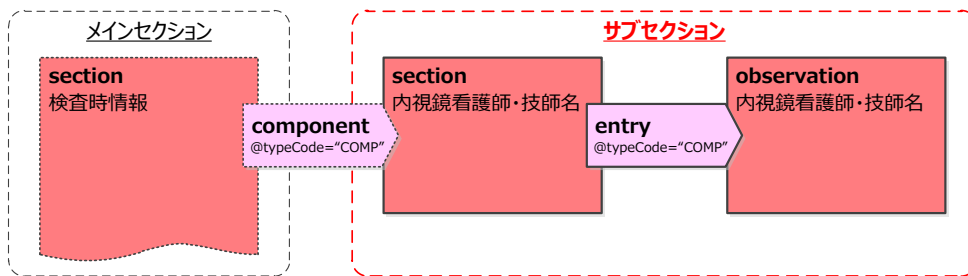 メインセクション
サブセクション
section
検査時情報
component
@typeCode=“COMP”
section
内視鏡看護師・技師名
entry
@typeCode=“COMP”
observation
内視鏡看護師・技師名